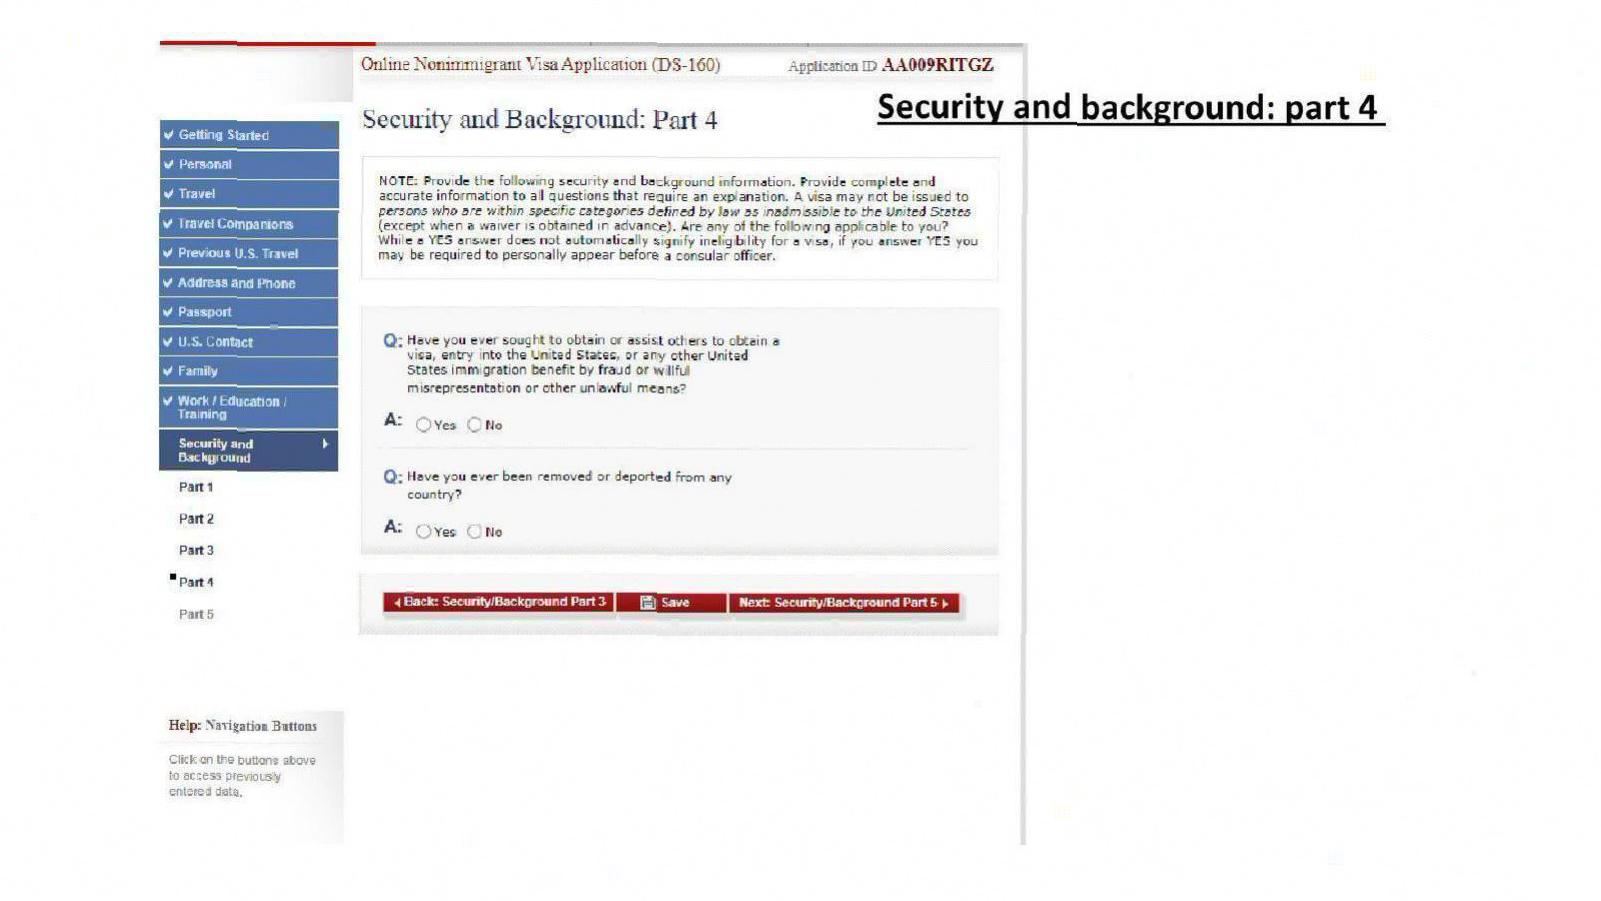 Online Nonimmigrant Visa Application (DS-160)
Application ID AA009RITGZ
Security and background: part 4
Security and Background: Part 4
Getting Started
Personal
Travel
Travel Companions
Previous U.S. Travel
Address and Phone
Passport
U.S. Contact
Family
Work / Education /
Training
Security and
Background
Part 1
Part 2
Part 3
Part 4
Part 5
NOTE: Provide the following security and background information. Provide complete and
accurate information to all questions that require an explanation. A visa may not be issued to
persons who are within specific categories defined by law as inadmissible to the United States
(except when a waiver is obtained in advance). Are any of the following applicable to you?
While a YES answer does not automatically signify ineligibility for a visa, if you answer YES you
may be required to personally appear before a consular officer.
Q: Have you ever sought to obtain or assist others to obtain a
visa, entry into the United States, or any other United
States immigration benefit by fraud or willful
misrepresentation or other unlawful means?
A: Yes No
Q: Have you ever been removed or deported from any
country?
A: Yes No
Back: Security/Background Part 3
Save
Next: Security/Background Part 5
Help: Navigation Buttons
Click on the buttons above
to access previously
entered data.